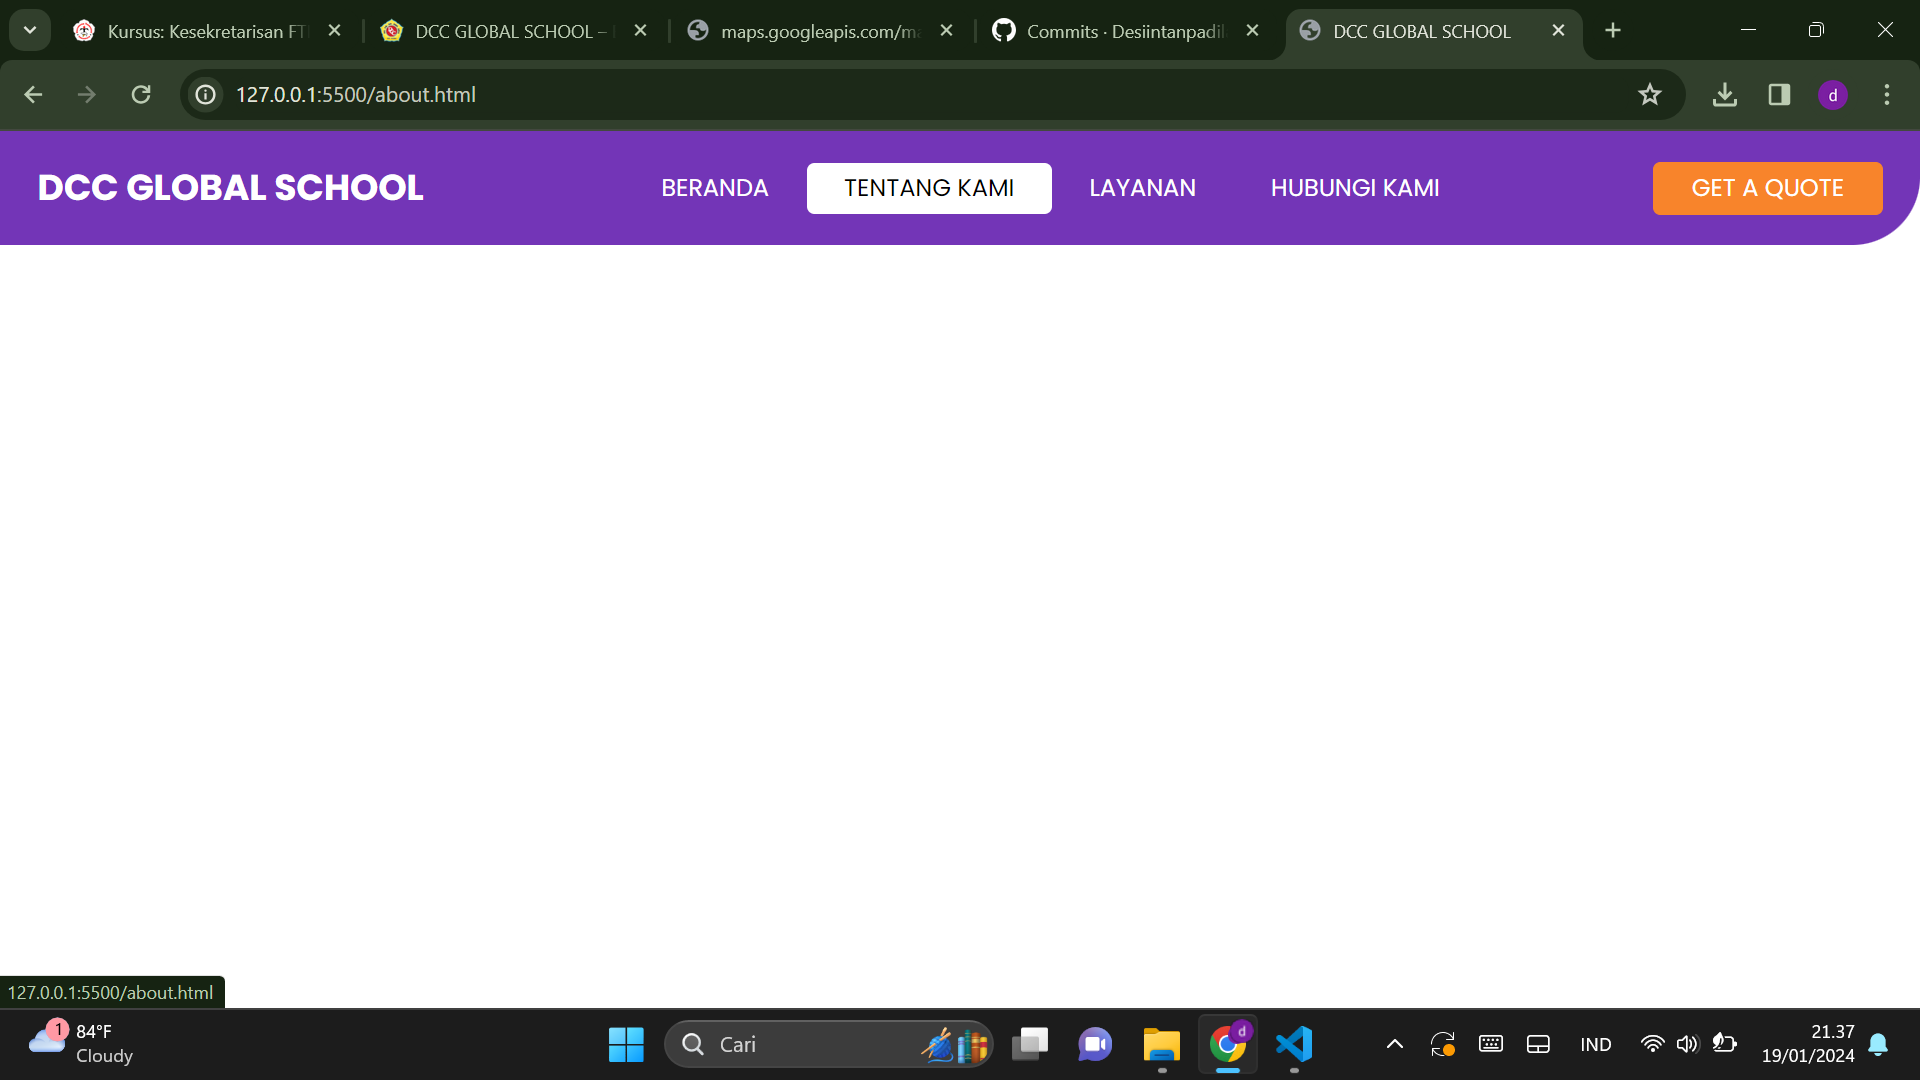 Kursus: Kesekretarisan FT
DCC GLOBAL SCHOOL –
maps.googleapis.com/ma
Commits · Desiintanpadil
DCC GLOBAL SCHOOL
127.0.0.1:5500/about.html
d
DCC GLOBAL SCHOOL
BERANDA
TENTANG KAMI
LAYANAN
HUBUNGI KAMI
GET A QUOTE
127.0.0.1:5500/about.html
1
84°F
Cloudy
Cari
d
IND
21.37
19/01/2024